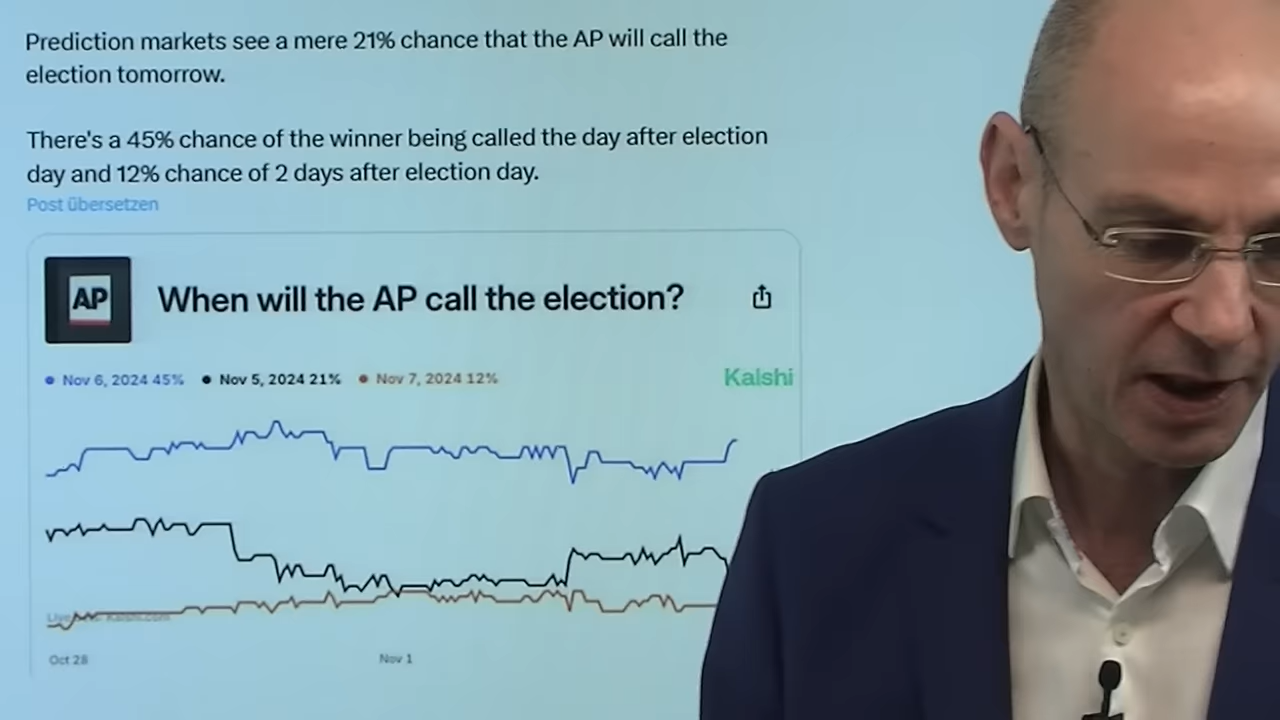 Prediction markets see a mere 21% chance that the AP will call the
election tomorrow.
There's a 45% chance of the winner being called the day after election
day and 12% chance of 2 days after election day.
Post übersetzen
AP
When will the AP call the election?
Nov 6, 2024 45% Nov 5, 2024 21% Nov 7, 2024 12%
Kalshi
Kalshi.com
Oct 28
Nov 1